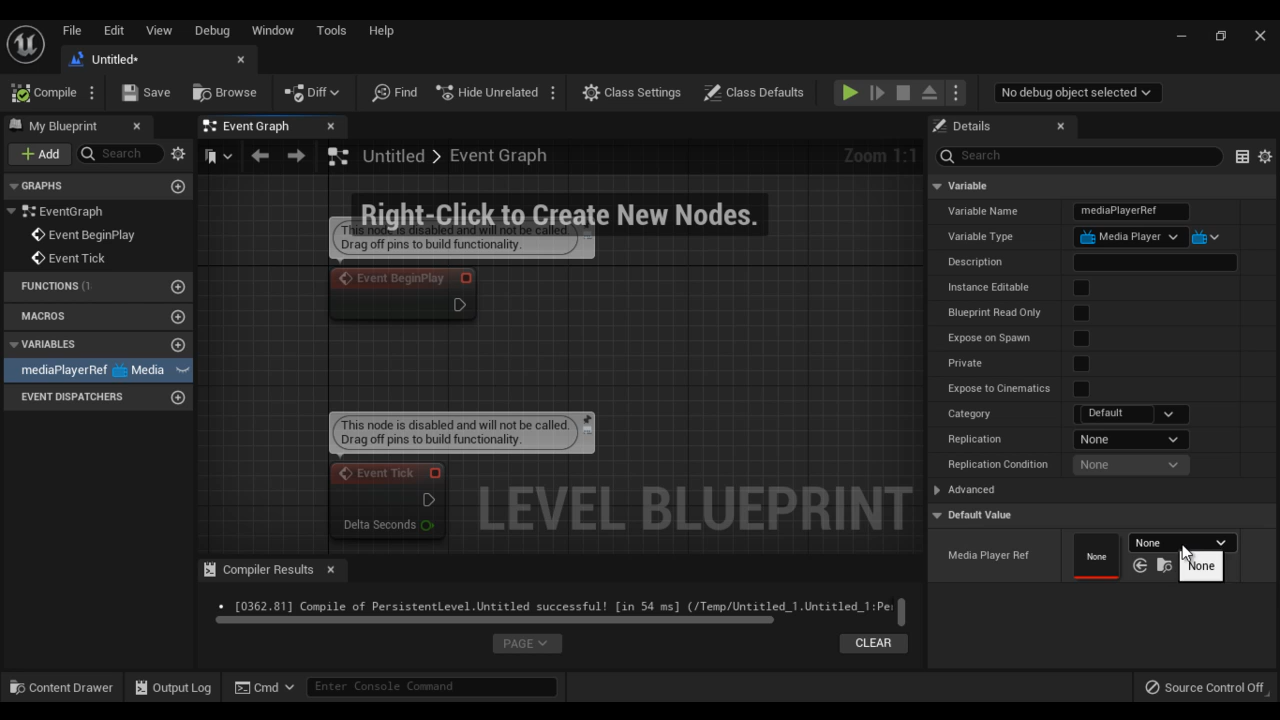 File Edit View Debug Window Tools Help
Untitled*
Compile Save Browse Diff Find Hide Unrelated Class Settings Class Defaults No debug object selected
My Blueprint
Event Graph
Details
Add Search
Untitled > Event Graph Zoom 1:1
Search
GRAPHS
EventGraph
Event BeginPlay
Event Tick
FUNCTIONS (1
MACROS
VARIABLES
mediaPlayerRef Media
EVENT DISPATCHERS
Right-Click to Create New Nodes.
This node is disabled and will not be called.
Drag off pins to build functionality.
Event BeginPlay
This node is disabled and will not be called.
Drag off pins to build functionality.
Event Tick
Delta Seconds
LEVEL BLUEPRINT
Compiler Results
[0362.81] Compile of PersistentLevel.Untitled successful! [in 54 ms] (/Temp/Untitled_1.Untitled_1:Per
PAGE
CLEAR
Variable
Variable Name mediaPlayerRef
Variable Type Media Player
Description
Instance Editable
Blueprint Read Only
Expose on Spawn
Private
Expose to Cinematics
Category Default
Replication None
Replication Condition None
Advanced
Default Value
Media Player Ref None None
None
Content Drawer Output Log Cmd Enter Console Command Source Control Off